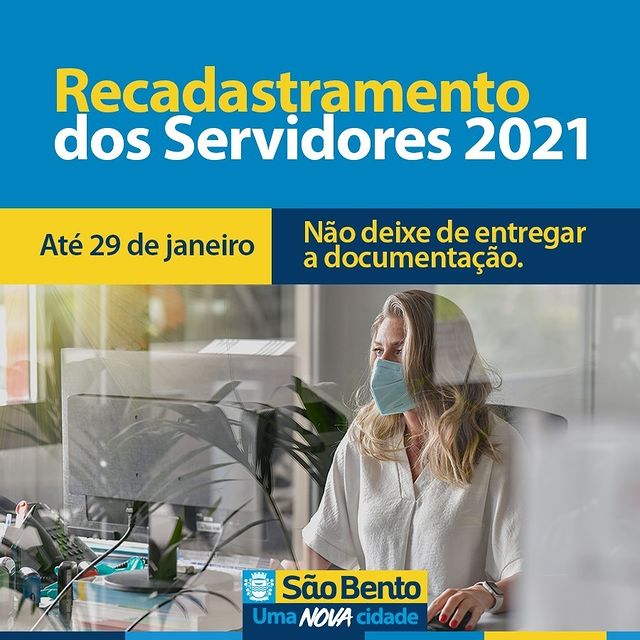 Recadastramento
dos Servidores 2021
Até 29 de janeiro
Não deixe de entregar
a documentação.
São Bento
Uma NOVA cidade